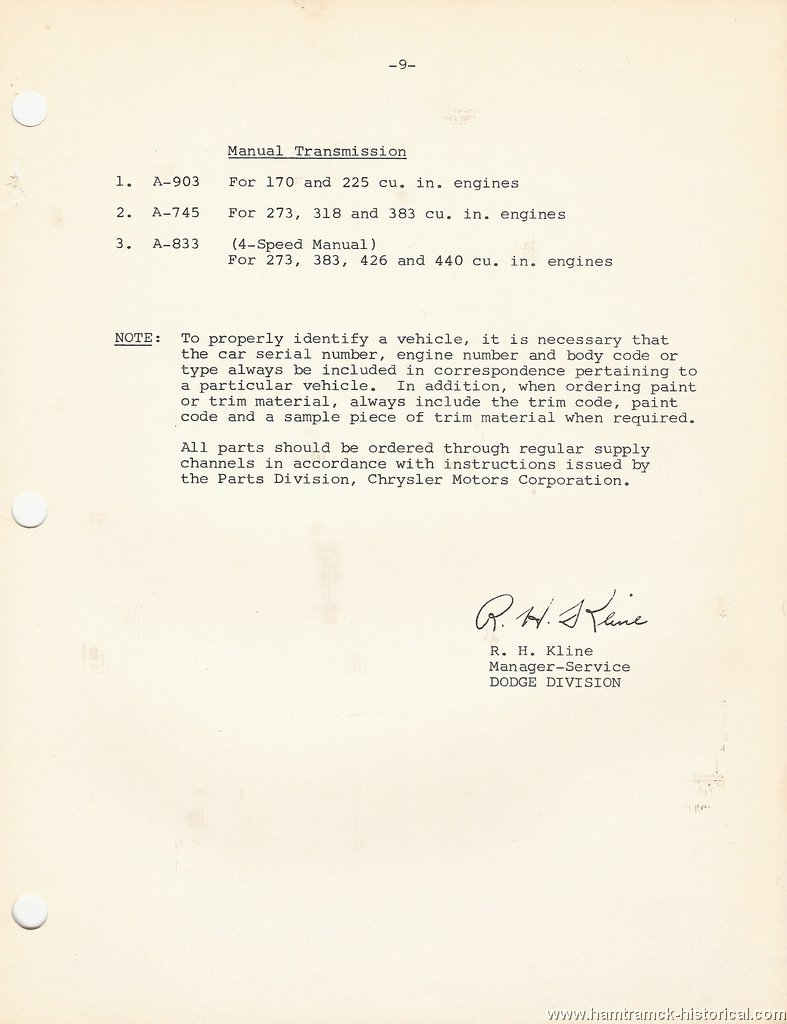 -9-
Manual Transmission
1. A-903 For 170 and 225 cu. in. engines
2. A-745 For 273, 318 and 383 cu. in. engines
3. A-833 (4-Speed Manual)
For 273, 383, 426 and 440 cu. in. engines
NOTE: To properly identify a vehicle, it is necessary that
the car serial number, engine number and body code or
type always be included in correspondence pertaining to
a particular vehicle. In addition, when ordering paint
or trim material, always include the trim code, paint
code and a sample piece of trim material when required.
All parts should be ordered through regular supply
channels in accordance with instructions issued by
the Parts Division, Chrysler Motors Corporation.
R. H. Kline
R. H. Kline
Manager-Service
DODGE DIVISION
www.hamtramck-historical.com